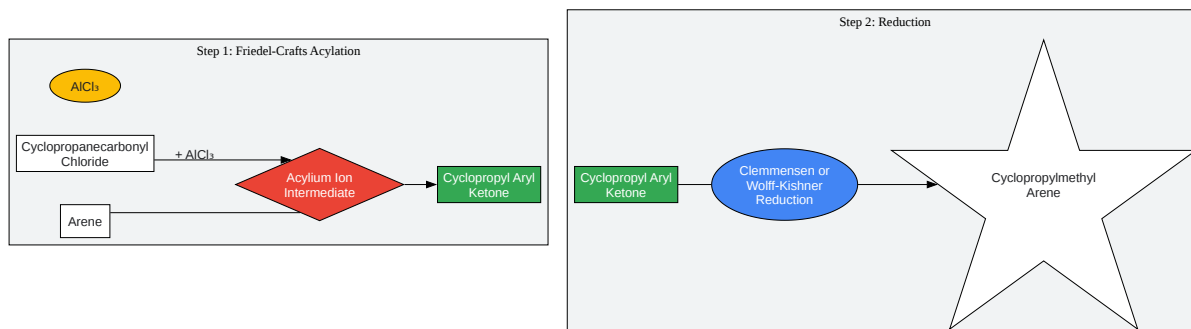 Step 1: Friedel-Crafts Acylation
AlCl₃
Cyclopropanecarbonyl
Chloride
+ AlCl₃
Acylium Ion
Intermediate
Cyclopropyl Aryl
Ketone
Arene
Step 2: Reduction
Cyclopropyl Aryl
Ketone
Clemmensen or
Wolff-Kishner
Reduction
Cyclopropylmethyl
Arene